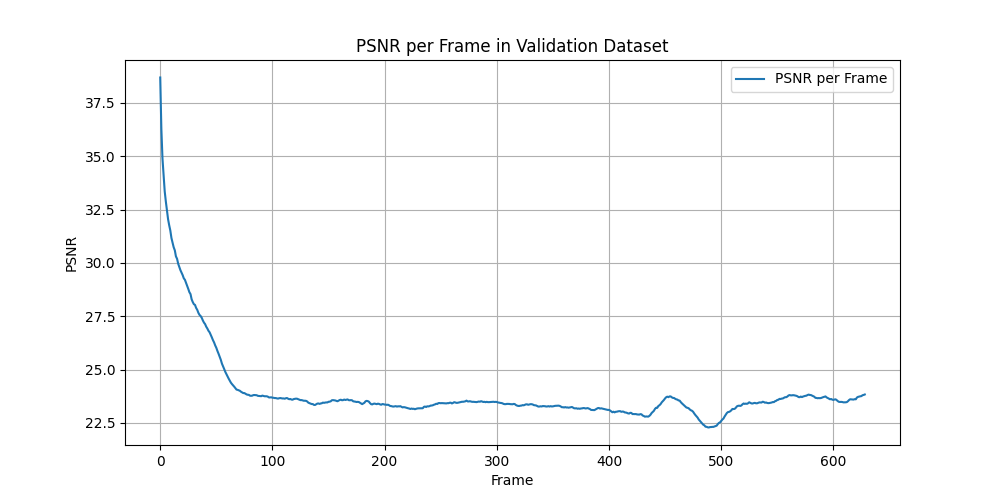 PSNR per Frame in Validation Dataset
PSNR per Frame
37.5
35.0
32.5
30.0
27.5
25.0
22.5
PSNR
0 100 200 300 400 500 600
Frame